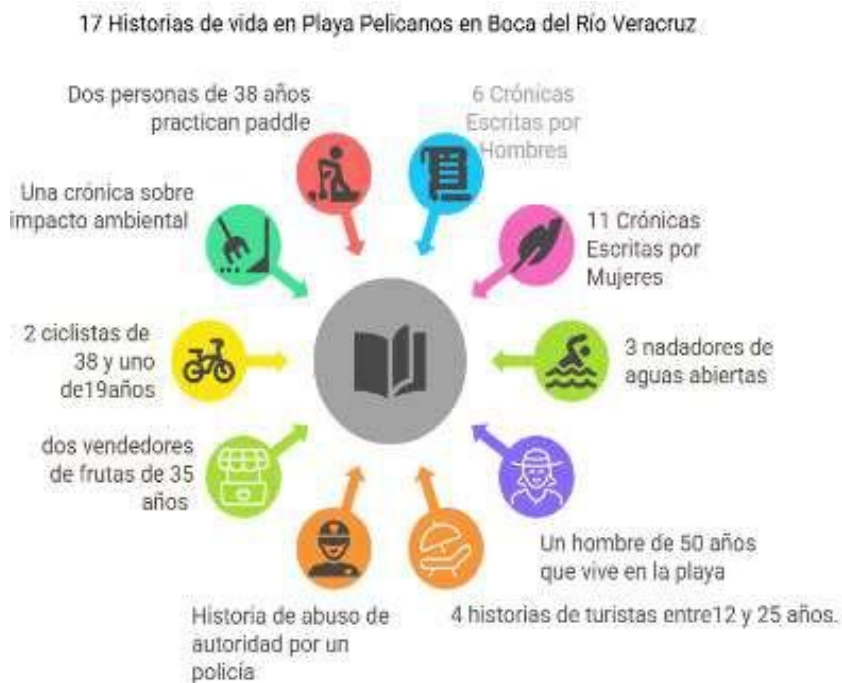 17 Historias de vida en Playa Pelicanos en Boca del Río Veracruz
Dos personas de 38 años
practican paddle
6 Crónicas
Escritas por
Hombres
Una crónica sobre
impacto ambiental
11 Crónicas
Escritas por
Mujeres
2 ciclistas de
38 y uno
de19años
3 nadadores de
aguas abiertas
dos vendedores
de frutas de 35
años
Un hombre de 50 años
que vive en la playa
Historia de abuso de
autoridad por un
policía
4 historias de turistas entre12 y 25 años.